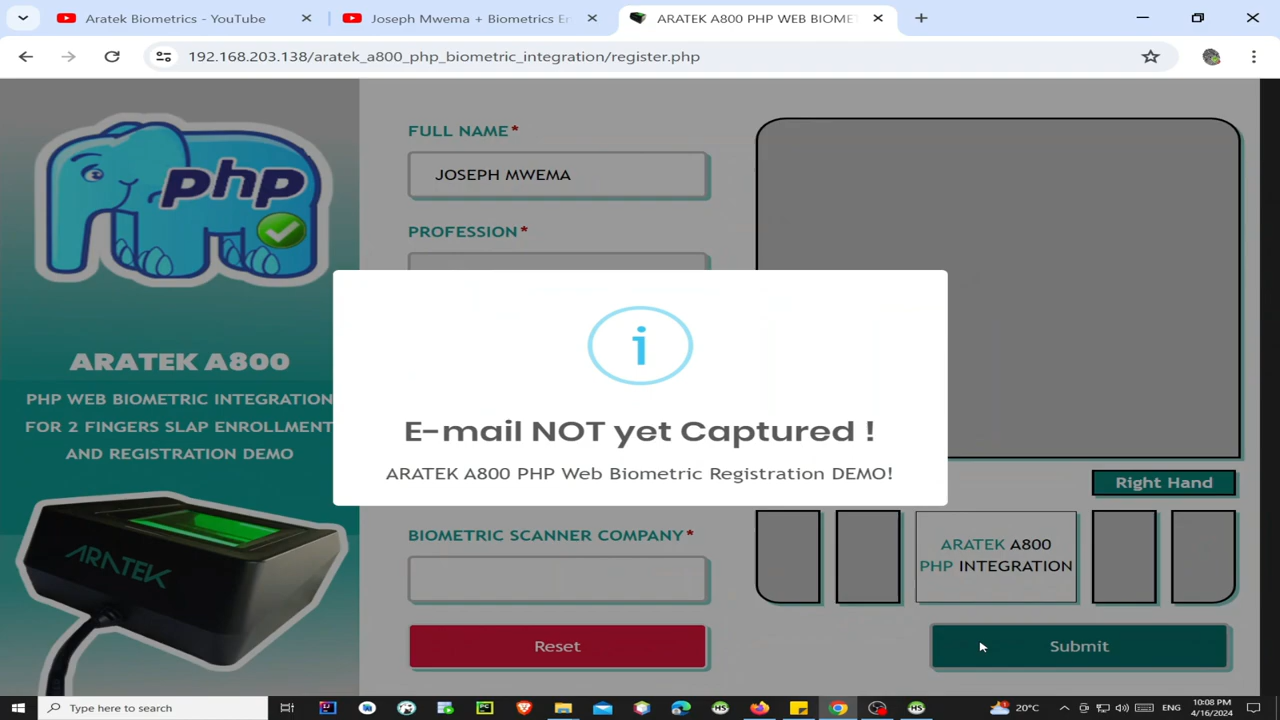 Aratek Biometrics - YouTube
Joseph Mwema + Biometrics En
ARATEK A800 PHP WEB BIOMET
192.168.203.138/aratek_a800_php_biometric_integration/register.php
php
ARATEK A800
PHP WEB BIOMETRIC INTEGRATION
FOR 2 FINGERS SLAP ENROLLMENT
AND REGISTRATION DEMO
ARATEK
FULL NAME*
JOSEPH MWEMA
PROFESSION*
i
E-mail NOT yet Captured !
ARATEK A800 PHP Web Biometric Registration DEMO!
BIOMETRIC SCANNER COMPANY*
Reset
Right Hand
ARATEK A800
PHP INTEGRATION
Submit
Type here to search
20°C
ENG
10:08 PM
4/16/2024